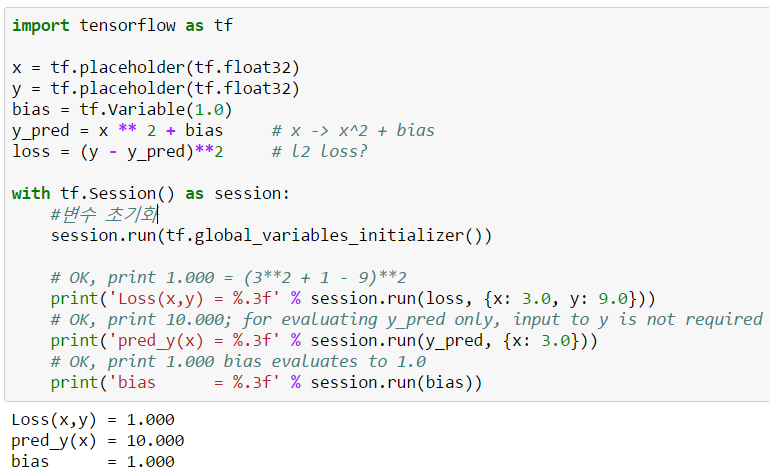 import tensorflow as tf
x = tf.placeholder(tf.float32)
y = tf.placeholder(tf.float32)
bias = tf.Variable(1.0)
y_pred = x ** 2 + bias     # x -> x^2 + bias
loss = (y - y_pred)**2     # l2 loss?
with tf.Session() as session:
    #변수 초기화
    session.run(tf.global_variables_initializer())
    # OK, print 1.000 = (3**2 + 1 - 9)**2
    print('Loss(x,y) = %.3f' % session.run(loss, {x: 3.0, y: 9.0}))
    # OK, print 10.000; for evaluating y_pred only, input to y is not required
    print('pred_y(x) = %.3f' % session.run(y_pred, {x: 3.0}))
    # OK, print 1.000 bias evaluates to 1.0
    print('bias      = %.3f' % session.run(bias))
Loss(x,y) = 1.000
pred_y(x) = 10.000
bias      = 1.000